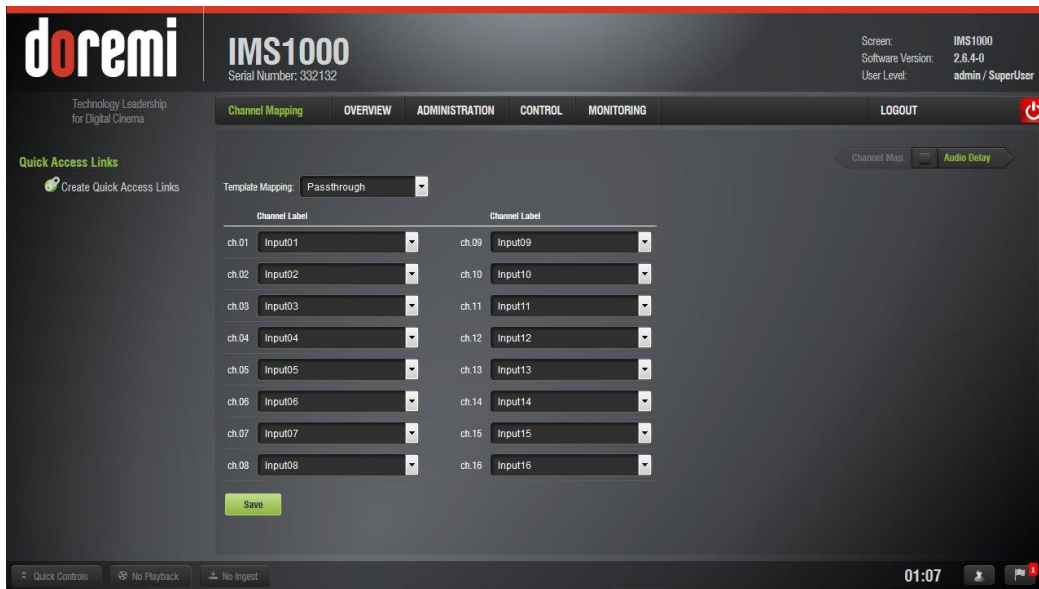 doremi
Technology Leadership
for Digital Cinema
IMS1000
Serial Number: 332132
Screen: IMS1000
Software Version: 2.6.4-0
User Level: admin / SuperUser
Channel Mapping OVERVIEW ADMINISTRATION CONTROL MONITORING LOGOUT
Quick Access Links
Create Quick Access Links
Channel Map. Audio Delay
Template Mapping: Passthrough
Channel Label Channel Label
ch.01 Input01 ch.09 Input09
ch.02 Input02 ch.10 Input10
ch.03 Input03 ch.11 Input11
ch.04 Input04 ch.12 Input12
ch.05 Input05 ch.13 Input13
ch.06 Input06 ch.14 Input14
ch.07 Input07 ch.15 Input15
ch.08 Input08 ch.16 Input16
Save
Quick Controls No Playback No Ingest 01:07 1